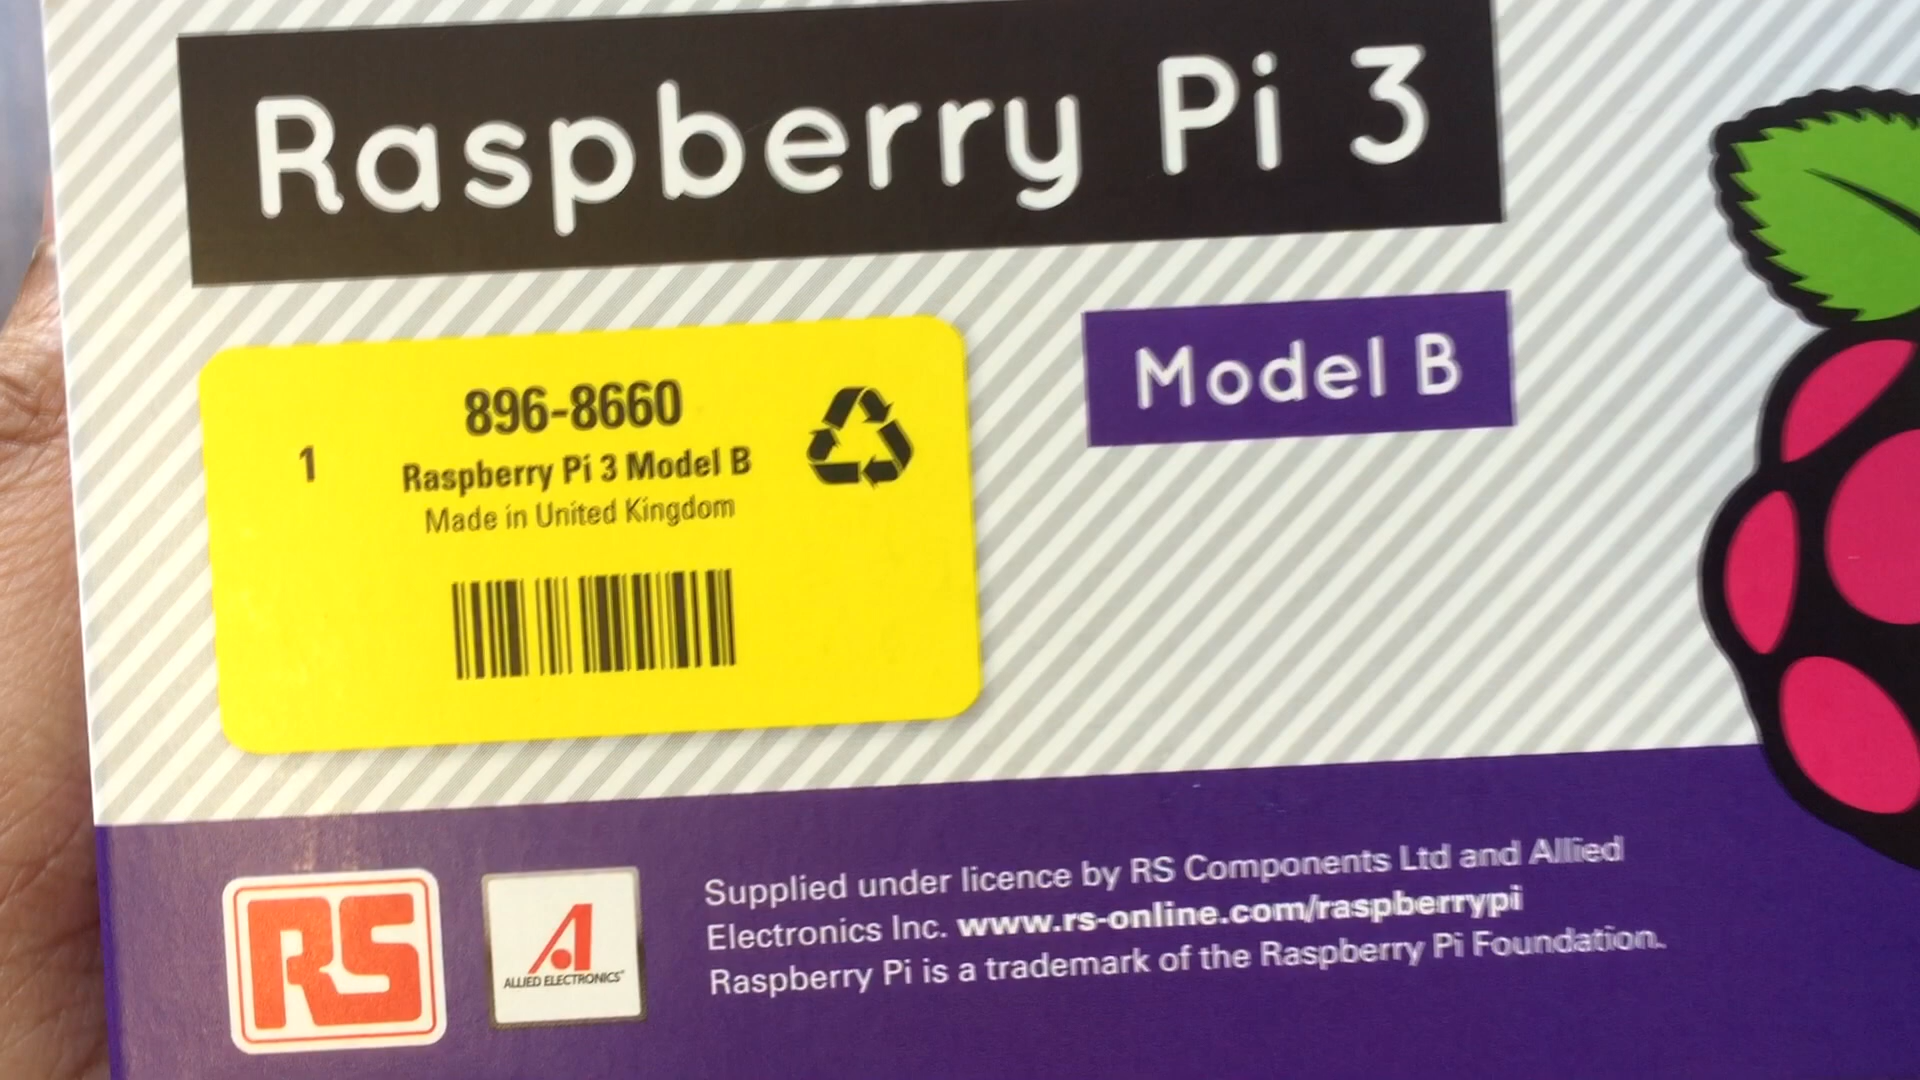 Raspberry Pi 3
Model B
896-8660
1
Raspberry Pi 3 Model B
Made in United Kingdom
RS
A
ALLIED ELECTRONICS
Supplied under licence by RS Components Ltd and Allied
Electronics Inc. www.rs-online.com/raspberrypi
Raspberry Pi is a trademark of the Raspberry Pi Foundation.